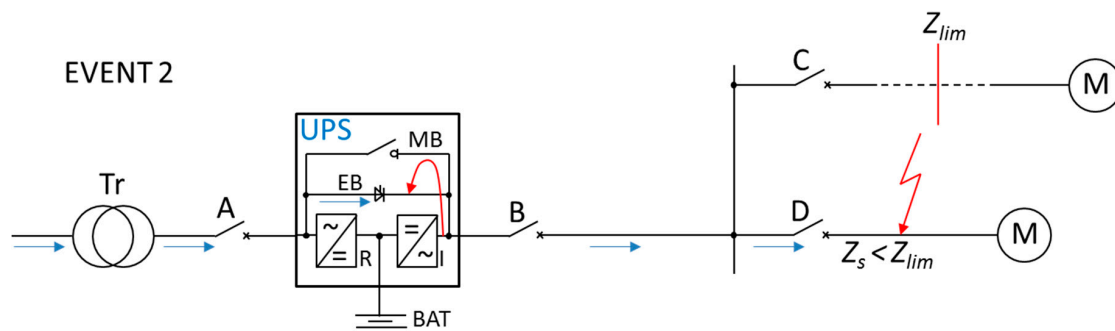 Z_lim
EVENT 2
C
M
UPS
MB
Tr
EB
A
B
D
~
=
R
=
~
I
M
Z_s < Z_lim
BAT